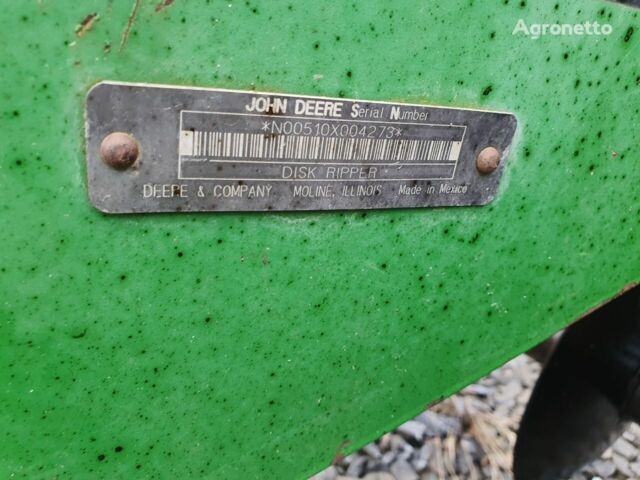 Agronetto
JOHN DEERE Serial Number
*N00510X004273*
DISK RIPPER
DEERE & COMPANY MOLINE, ILLINOIS Made in Mexico